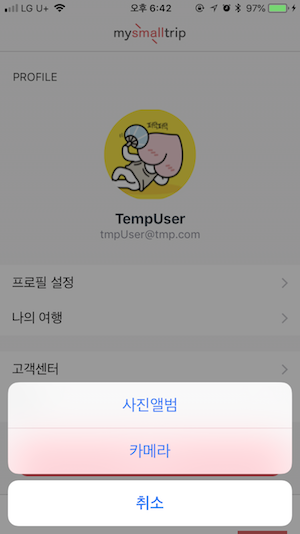 LG U+ 오후 6:42 97%
mysmalltrip
PROFILE
TempUser
tmpUser@tmp.com
프로필 설정
나의 여행
고객센터
사진앨범
카메라
취소